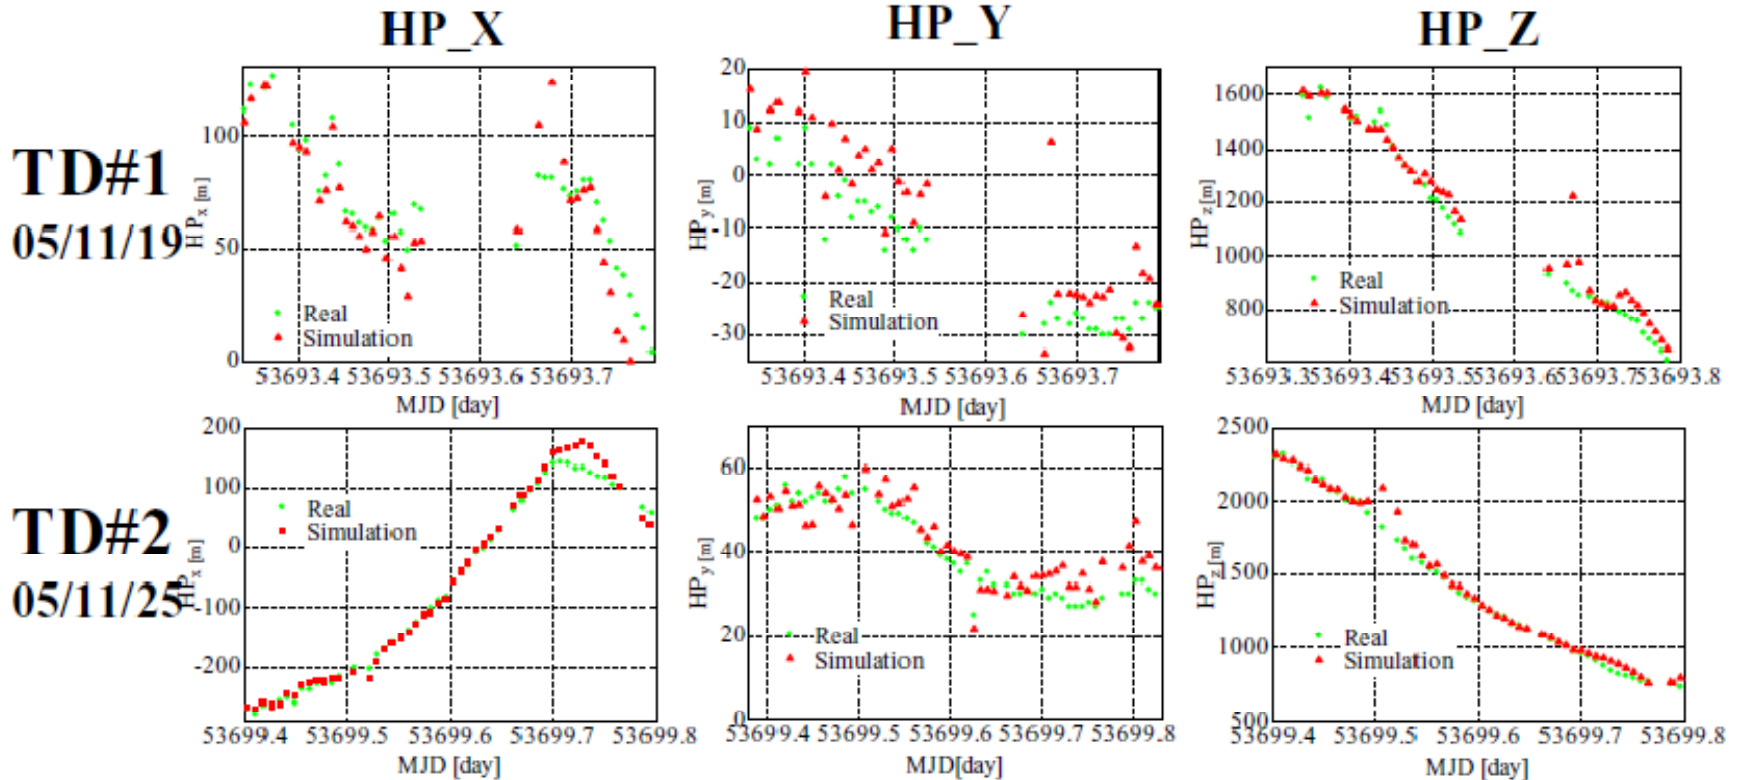 HP_X HP_Y HP_Z
TD#1
05/11/19
HPx [m]
100
50
0
Real
Simulation
53693.4 53693.5 53693.6 53693.7
MJD [day]
HPy [m]
20
10
0
-10
-20
-30
Real
Simulation
53693.4 53693.5 53693.6 53693.7
MJD [day]
HPz [m]
1600
1400
1200
1000
800
Real
Simulation
53693.3 53693.4 53693.5 53693.6 53693.7 53693.8
MJD [day]
TD#2
05/11/25
HPx [m]
200
100
0
-100
-200
Real
Simulation
53699.4 53699.5 53699.6 53699.7 53699.8
MJD [day]
HPy [m]
60
40
20
0
Real
Simulation
53699.4 53699.5 53699.6 53699.7 53699.8
MJD[day]
HPz [m]
2500
2000
1500
1000
500
Real
Simulation
53699.4 53699.5 53699.6 53699.7 53699.8
MJD [day]